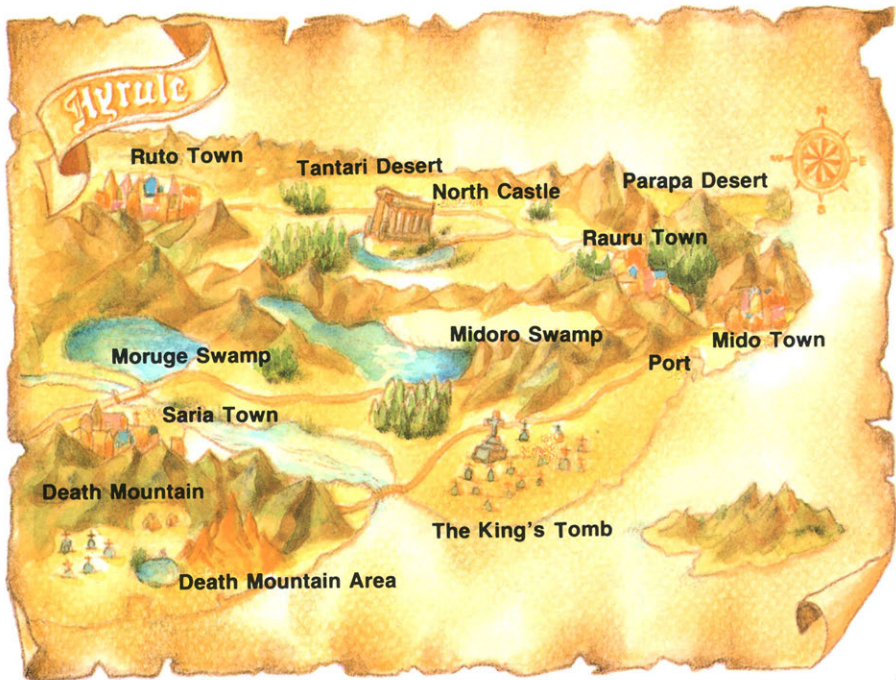 Hyrule
N
W E
S
Ruto Town
Tantari Desert
North Castle
Parapa Desert
Rauru Town
Moruge Swamp
Midoro Swamp
Mido Town
Port
Saria Town
Death Mountain
The King's Tomb
Death Mountain Area